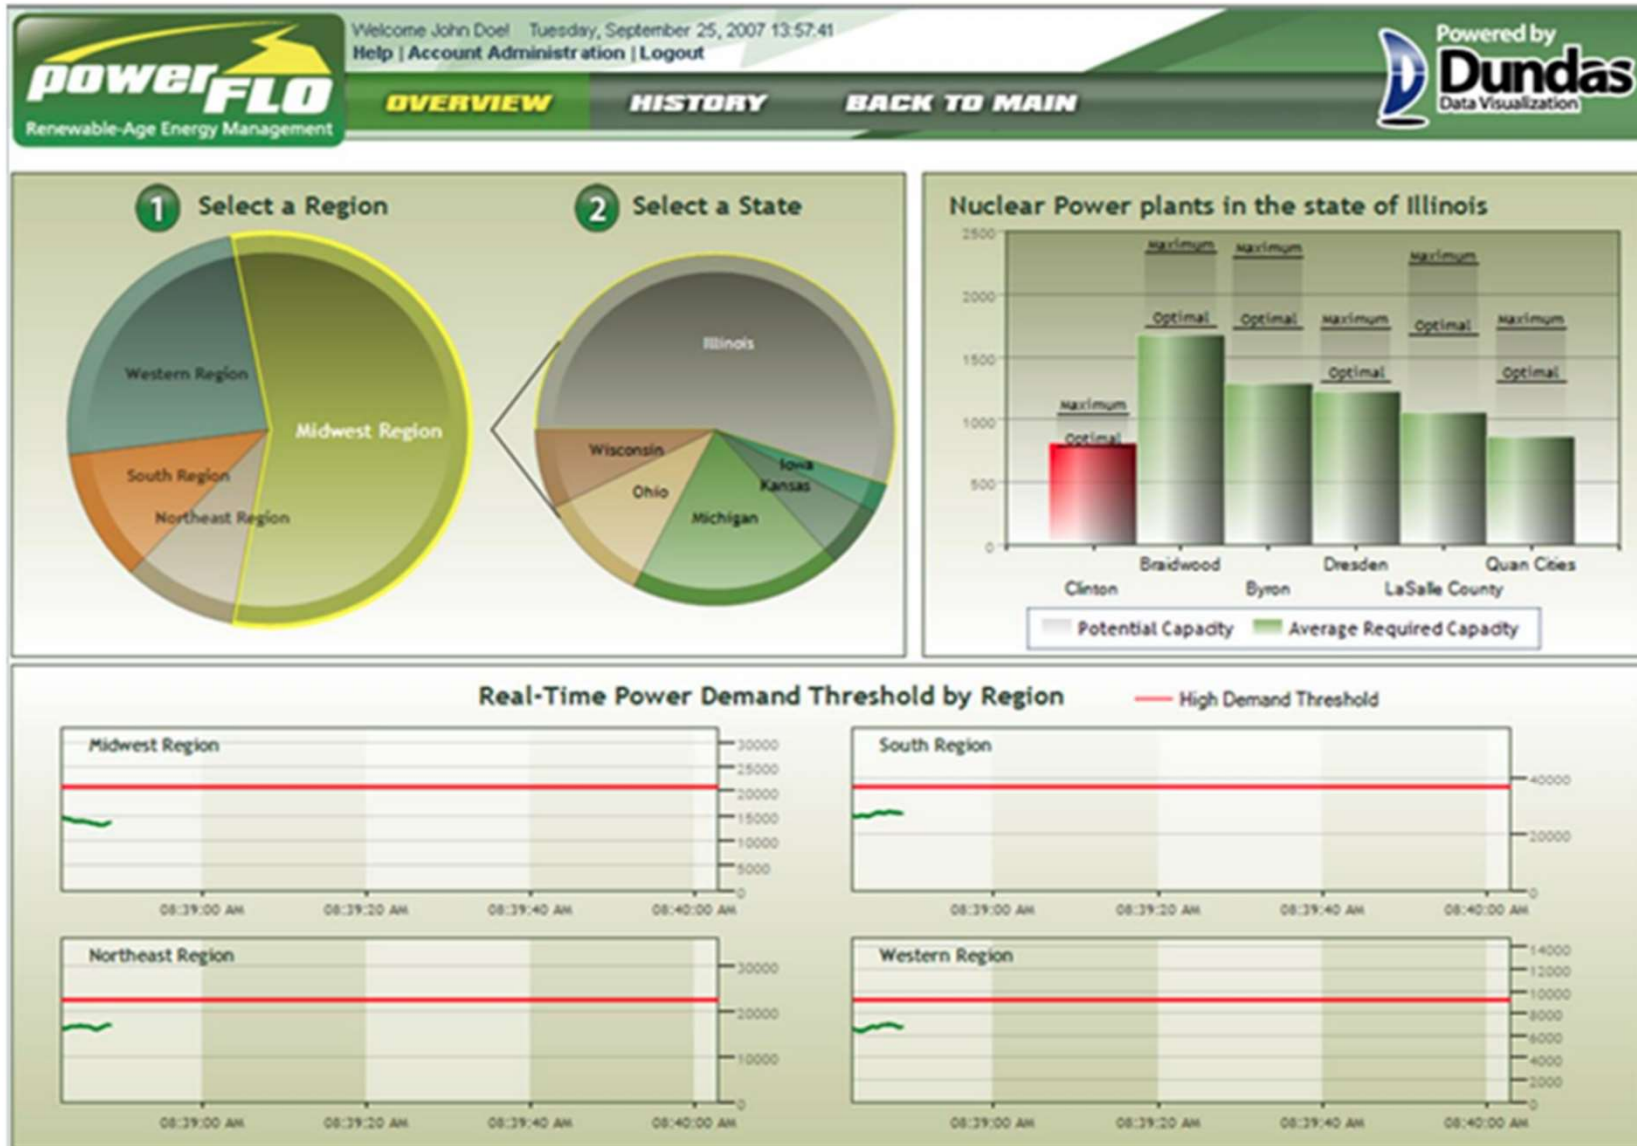 Welcome John Doe! Tuesday, September 25, 2007 13:57:41
Help | Account Administration | Logout
powerFLO
Renewable-Age Energy Management
OVERVIEW
HISTORY
BACK TO MAIN
Powered by
Dundas
Data Visualization
1 Select a Region
Western Region
Midwest Region
South Region
Northeast Region
2 Select a State
Illinois
Wisconsin
Iowa
Kansas
Ohio
Michigan
Nuclear Power plants in the state of Illinois
2500
2000
1500
1000
500
0
Maximum
Optimal
Maximum
Optimal
Maximum
Optimal
Maximum
Optimal
Maximum
Optimal
Maximum
Optimal
Braidwood
Dresden
Quan Cities
Clinton
Byron
LaSalle County
Potential Capacity
Average Required Capacity
Real-Time Power Demand Threshold by Region
High Demand Threshold
Midwest Region
30000
25000
20000
15000
10000
5000
0
08:39:00 AM 08:39:20 AM 08:39:40 AM 08:40:00 AM
South Region
40000
20000
0
08:39:00 AM 08:39:20 AM 08:39:40 AM 08:40:00 AM
Northeast Region
30000
20000
10000
0
08:39:00 AM 08:39:20 AM 08:39:40 AM 08:40:00 AM
Western Region
14000
12000
10000
8000
6000
4000
2000
0
08:39:00 AM 08:39:20 AM 08:39:40 AM 08:40:00 AM